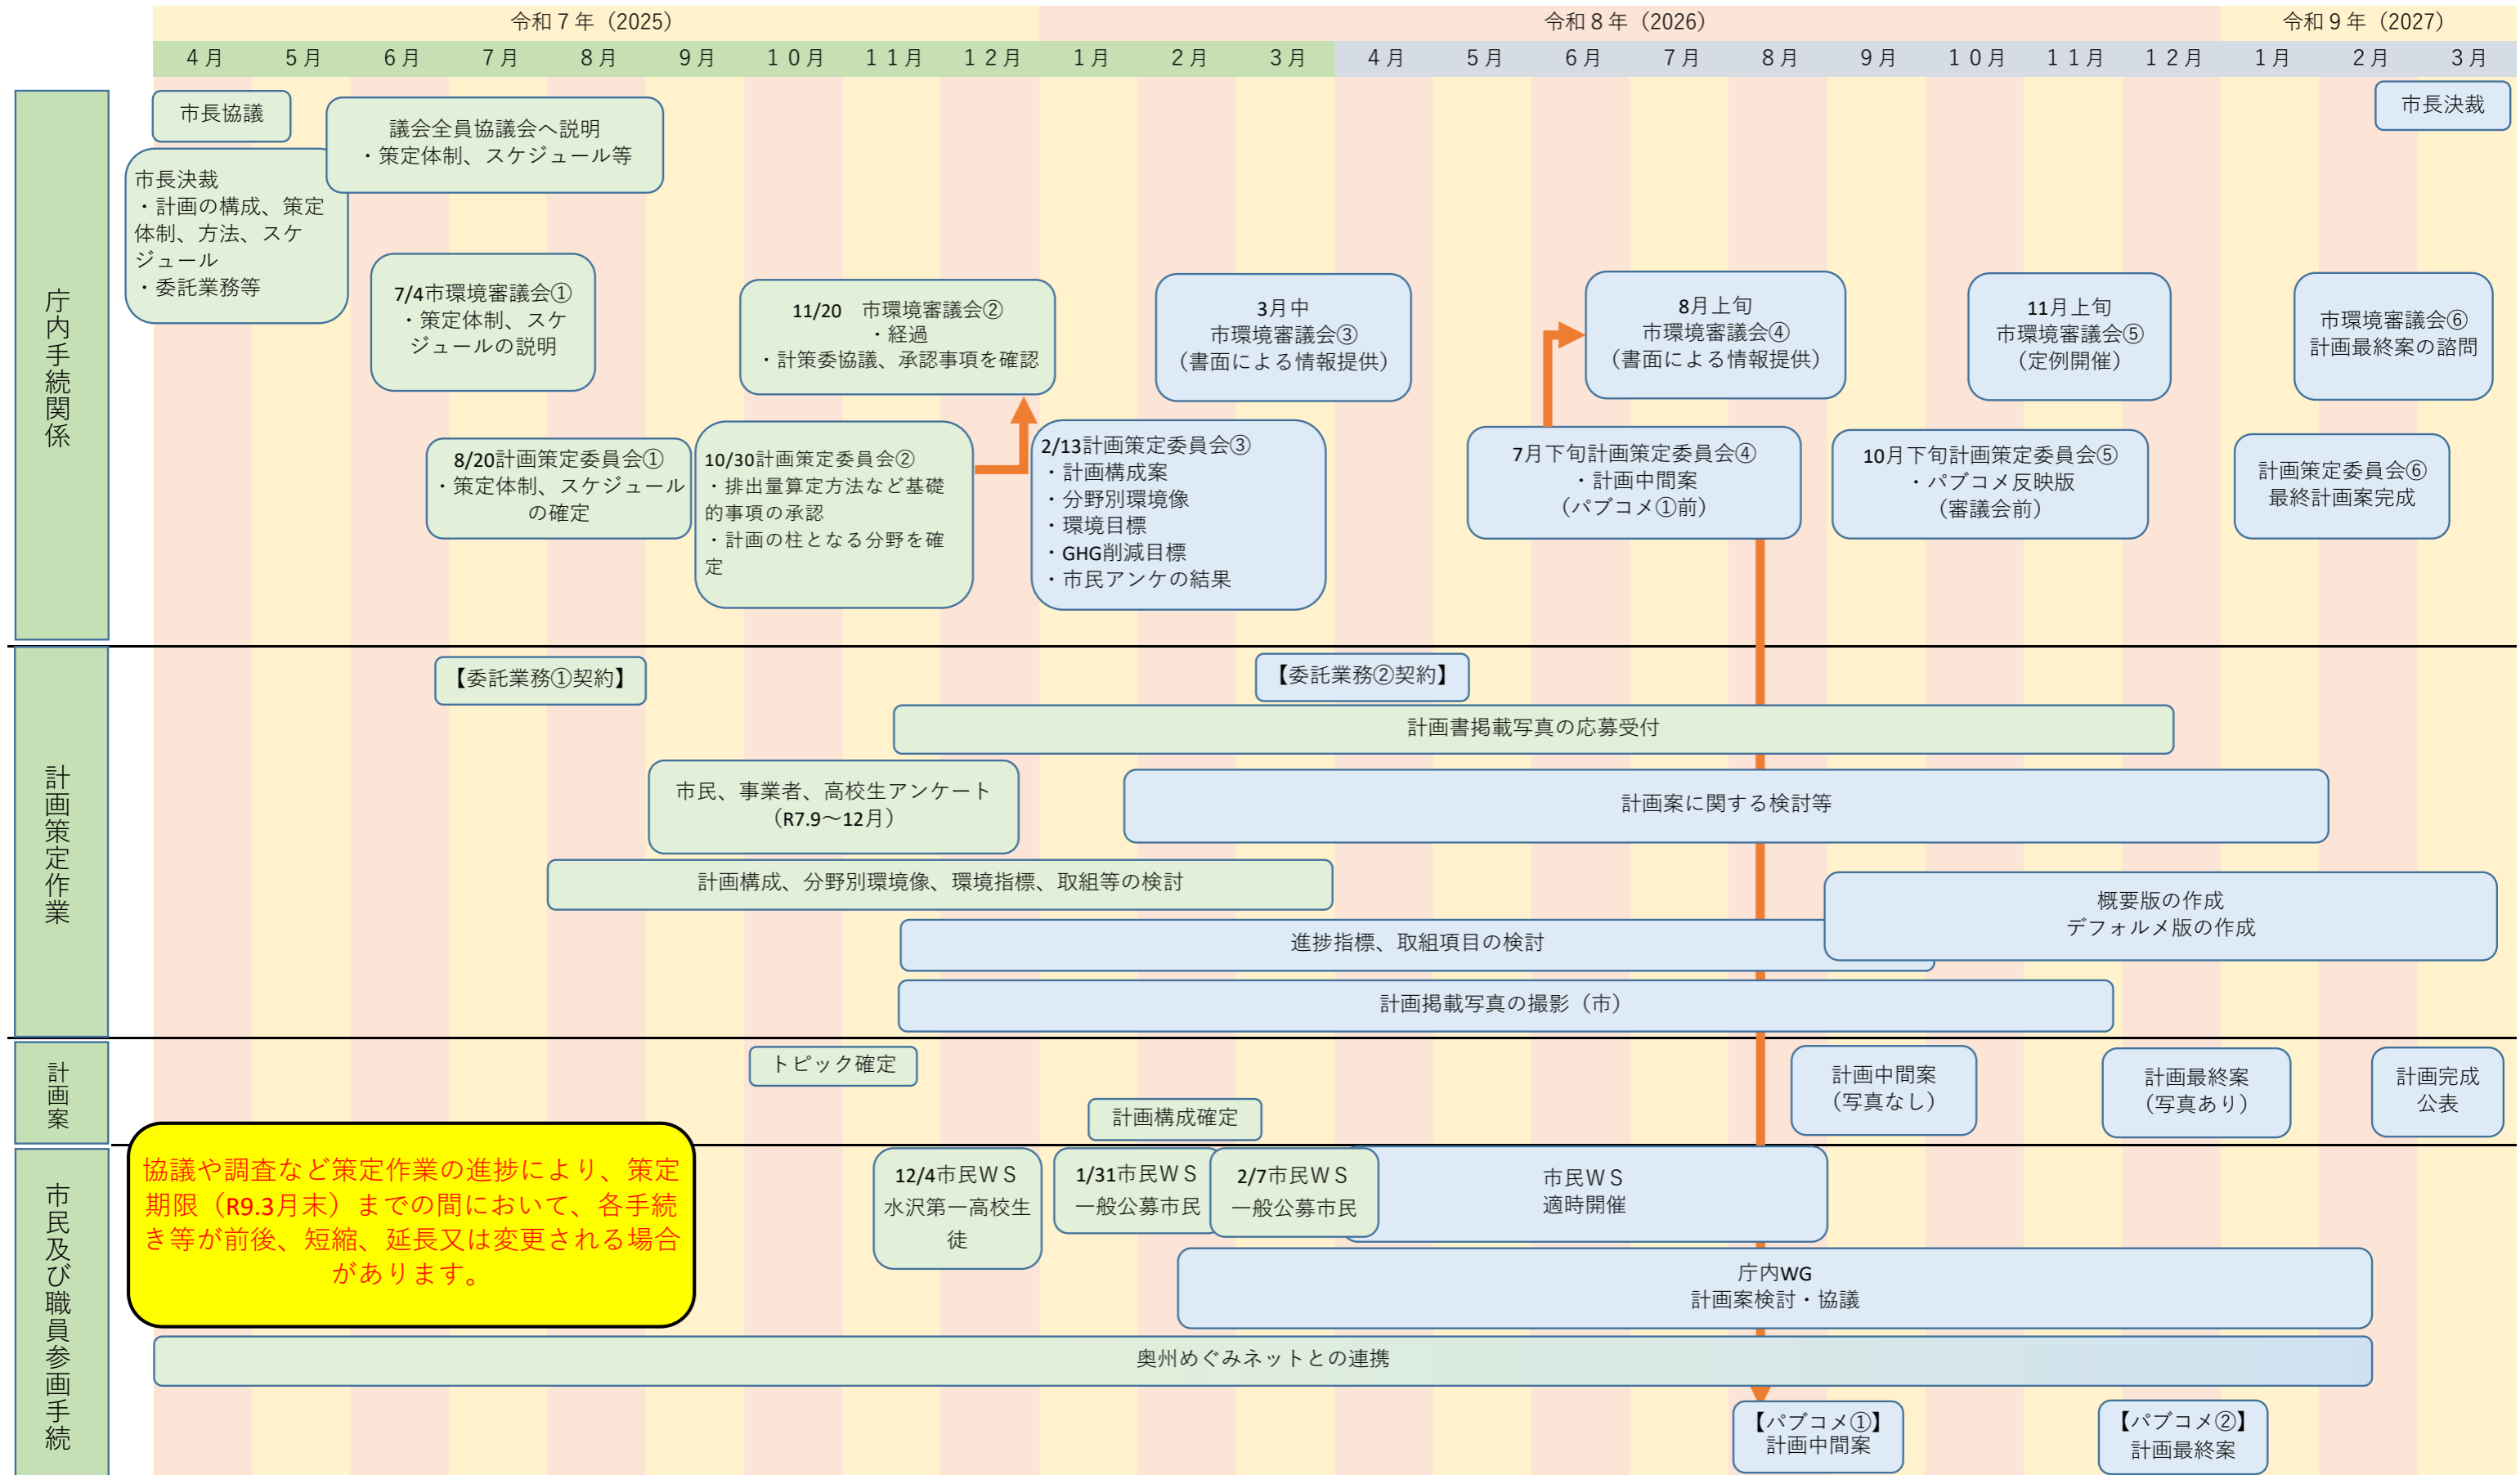 令和７年（2025）
令和８年（2026）
令和９年（2027）
４月
５月
６月
７月
８月
９月
１０月
１１月
１２月
１月
２月
３月
４月
５月
６月
７月
８月
９月
１０月
１１月
１２月
１月
２月
３月
庁内手続関係
市長協議
議会全員協議会へ説明
・策定体制、スケジュール等
市長決裁
市長決裁
・計画の構成、策定
体制、方法、スケ
ジュール
・委託業務等
7/4市環境審議会①
・策定体制、スケ
ジュールの説明
11/20　市環境審議会②
・経過
・計策委協議、承認事項を確認
3月中
市環境審議会③
（書面による情報提供）
8月上旬
市環境審議会④
（書面による情報提供）
11月上旬
市環境審議会⑤
（定例開催）
市環境審議会⑥
計画最終案の諮問
8/20計画策定委員会①
・策定体制、スケジュール
の確定
10/30計画策定委員会②
・排出量算定方法など基礎
的事項の承認
・計画の柱となる分野を確
定
2/13計画策定委員会③
・計画構成案
・分野別環境像
・環境目標
・GHG削減目標
・市民アンケの結果
7月下旬計画策定委員会④
・計画中間案
（パブコメ①前）
10月下旬計画策定委員会⑤
・パブコメ反映版
（審議会前）
計画策定委員会⑥
最終計画案完成
計画策定作業
【委託業務①契約】
【委託業務②契約】
計画書掲載写真の応募受付
市民、事業者、高校生アンケート
（R7.9～12月）
計画案に関する検討等
計画構成、分野別環境像、環境指標、取組等の検討
概要版の作成
デフォルメ版の作成
進捗指標、取組項目の検討
計画掲載写真の撮影（市）
計画案
トピック確定
計画構成確定
計画中間案
（写真なし）
計画最終案
（写真あり）
計画完成
公表
市民及び職員参画手続
協議や調査など策定作業の進捗により、策定
期限（R9.3月末）までの間において、各手続
き等が前後、短縮、延長又は変更される場合
があります。
12/4市民ＷＳ
水沢第一高校生
徒
1/31市民ＷＳ
一般公募市民
2/7市民ＷＳ
一般公募市民
市民ＷＳ
適時開催
庁内WG
計画案検討・協議
奥州めぐみネットとの連携
【パブコメ①】
計画中間案
【パブコメ②】
計画最終案